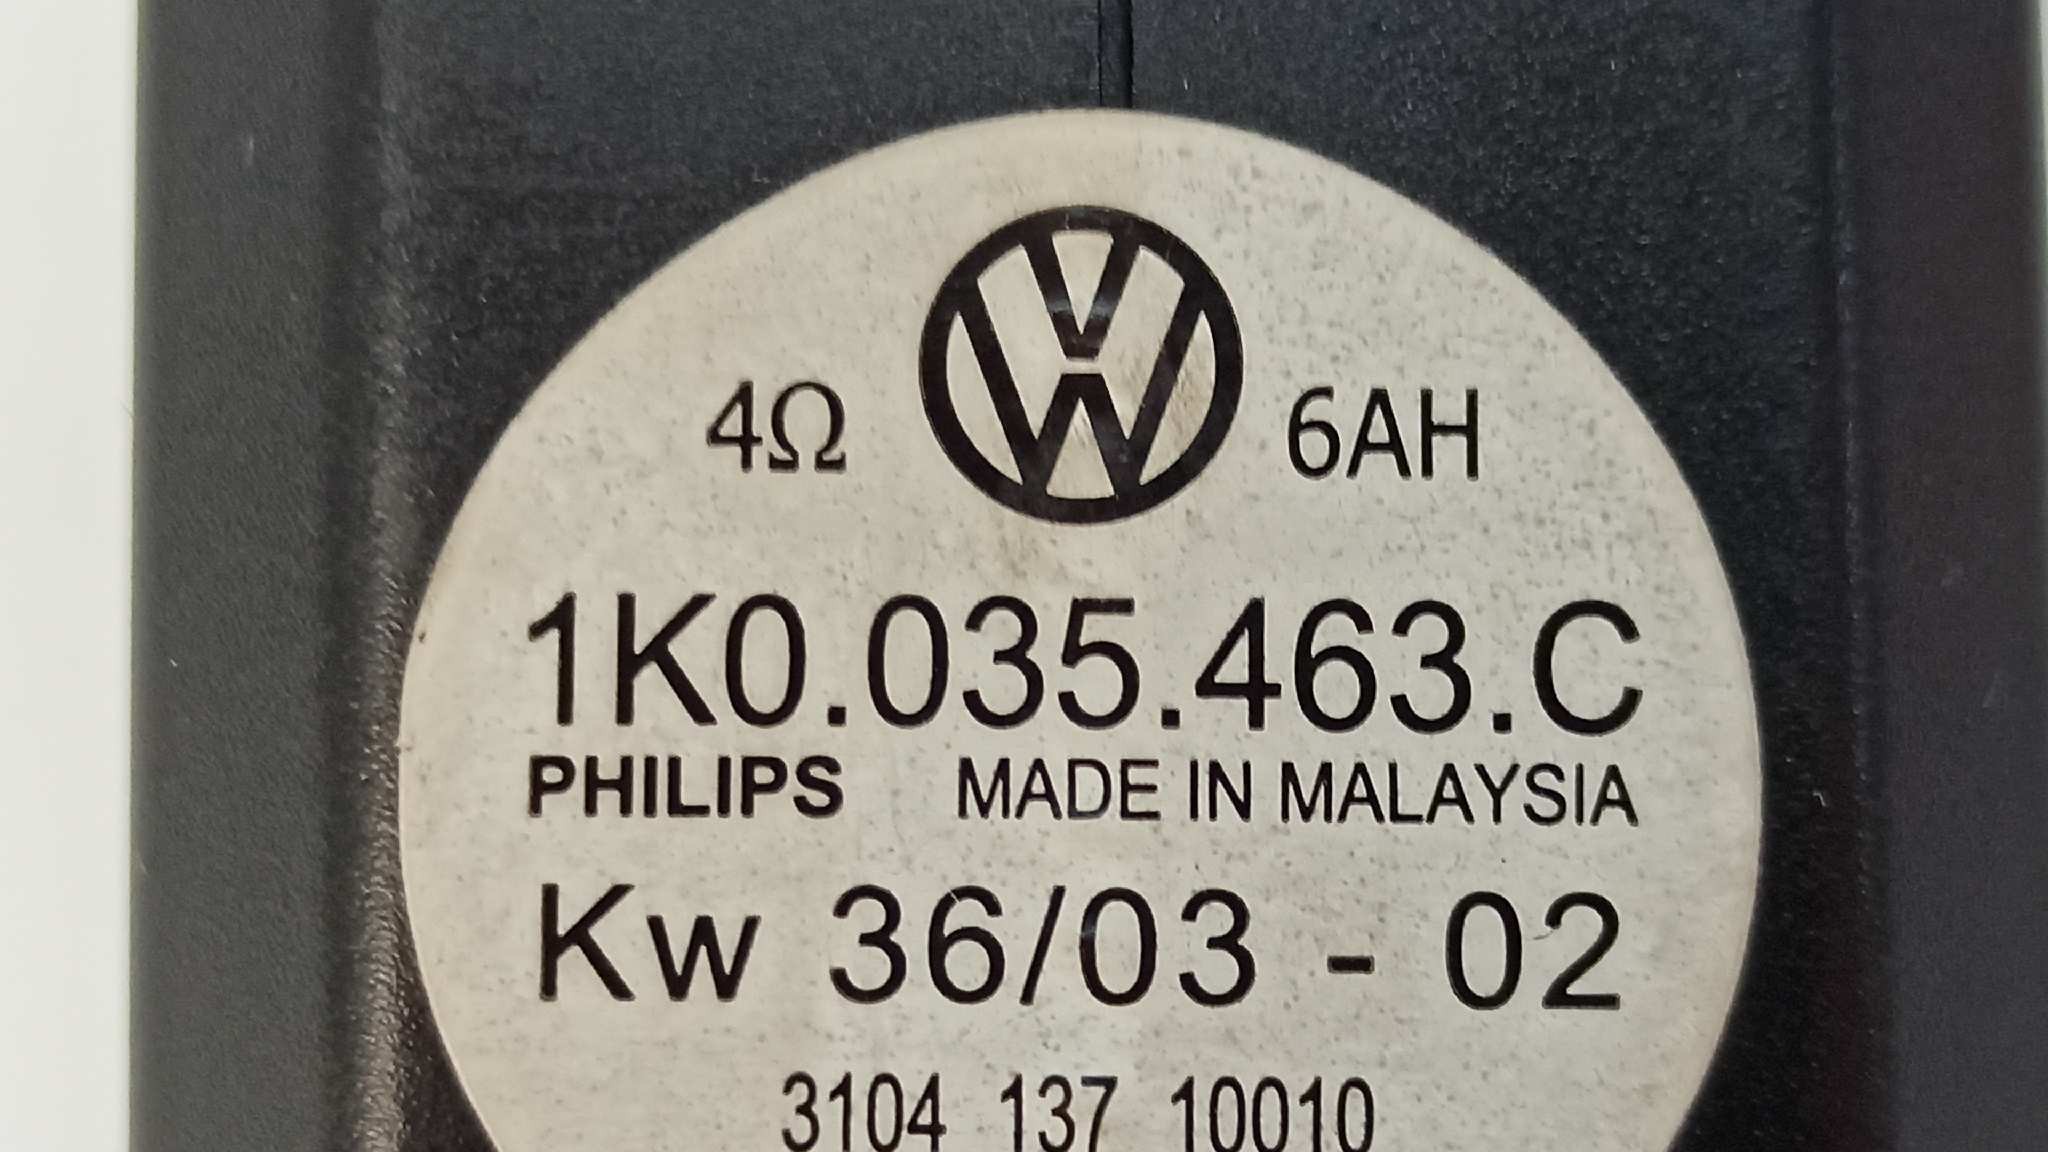 4Ω 6AH
1K0.035.463.C
PHILIPS MADE IN MALAYSIA
Kw 36/03 - 02
3104 137 10010